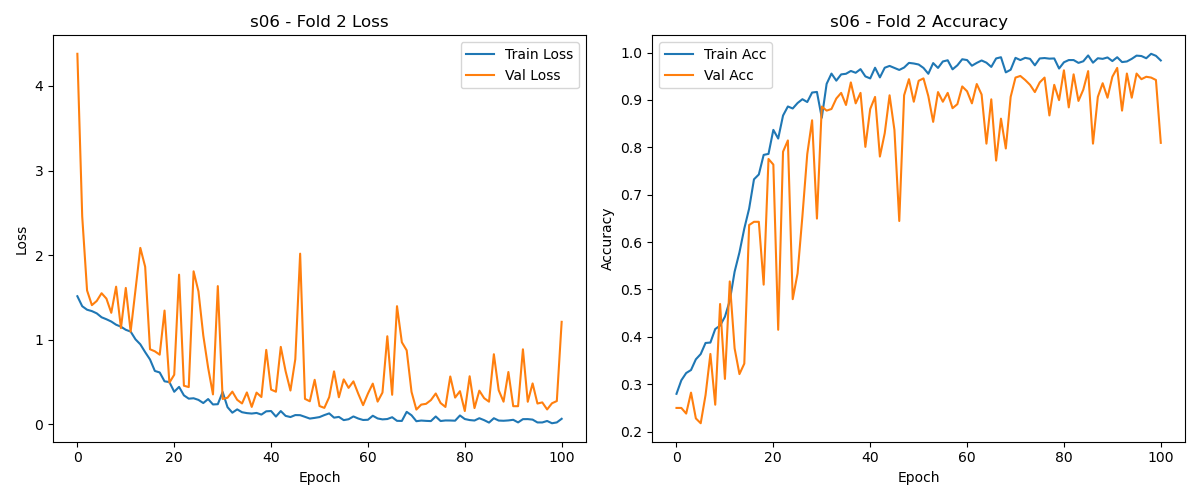 s06 - Fold 2 Loss
Train Loss
Val Loss
Loss
4
3
2
1
0
0
20
40
60
80
100
Epoch
s06 - Fold 2 Accuracy
Train Acc
Val Acc
Accuracy
1.0
0.9
0.8
0.7
0.6
0.5
0.4
0.3
0.2
0
20
40
60
80
100
Epoch